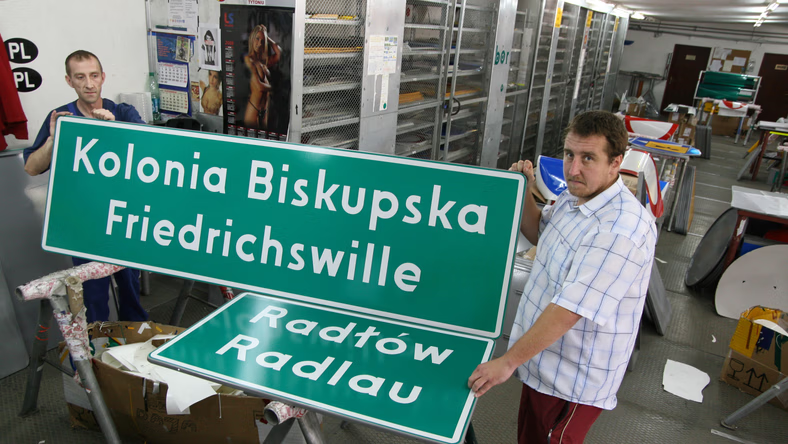 PL
PL
Kolonia Biskupska
Friedrichswille
Radłów
Radlau